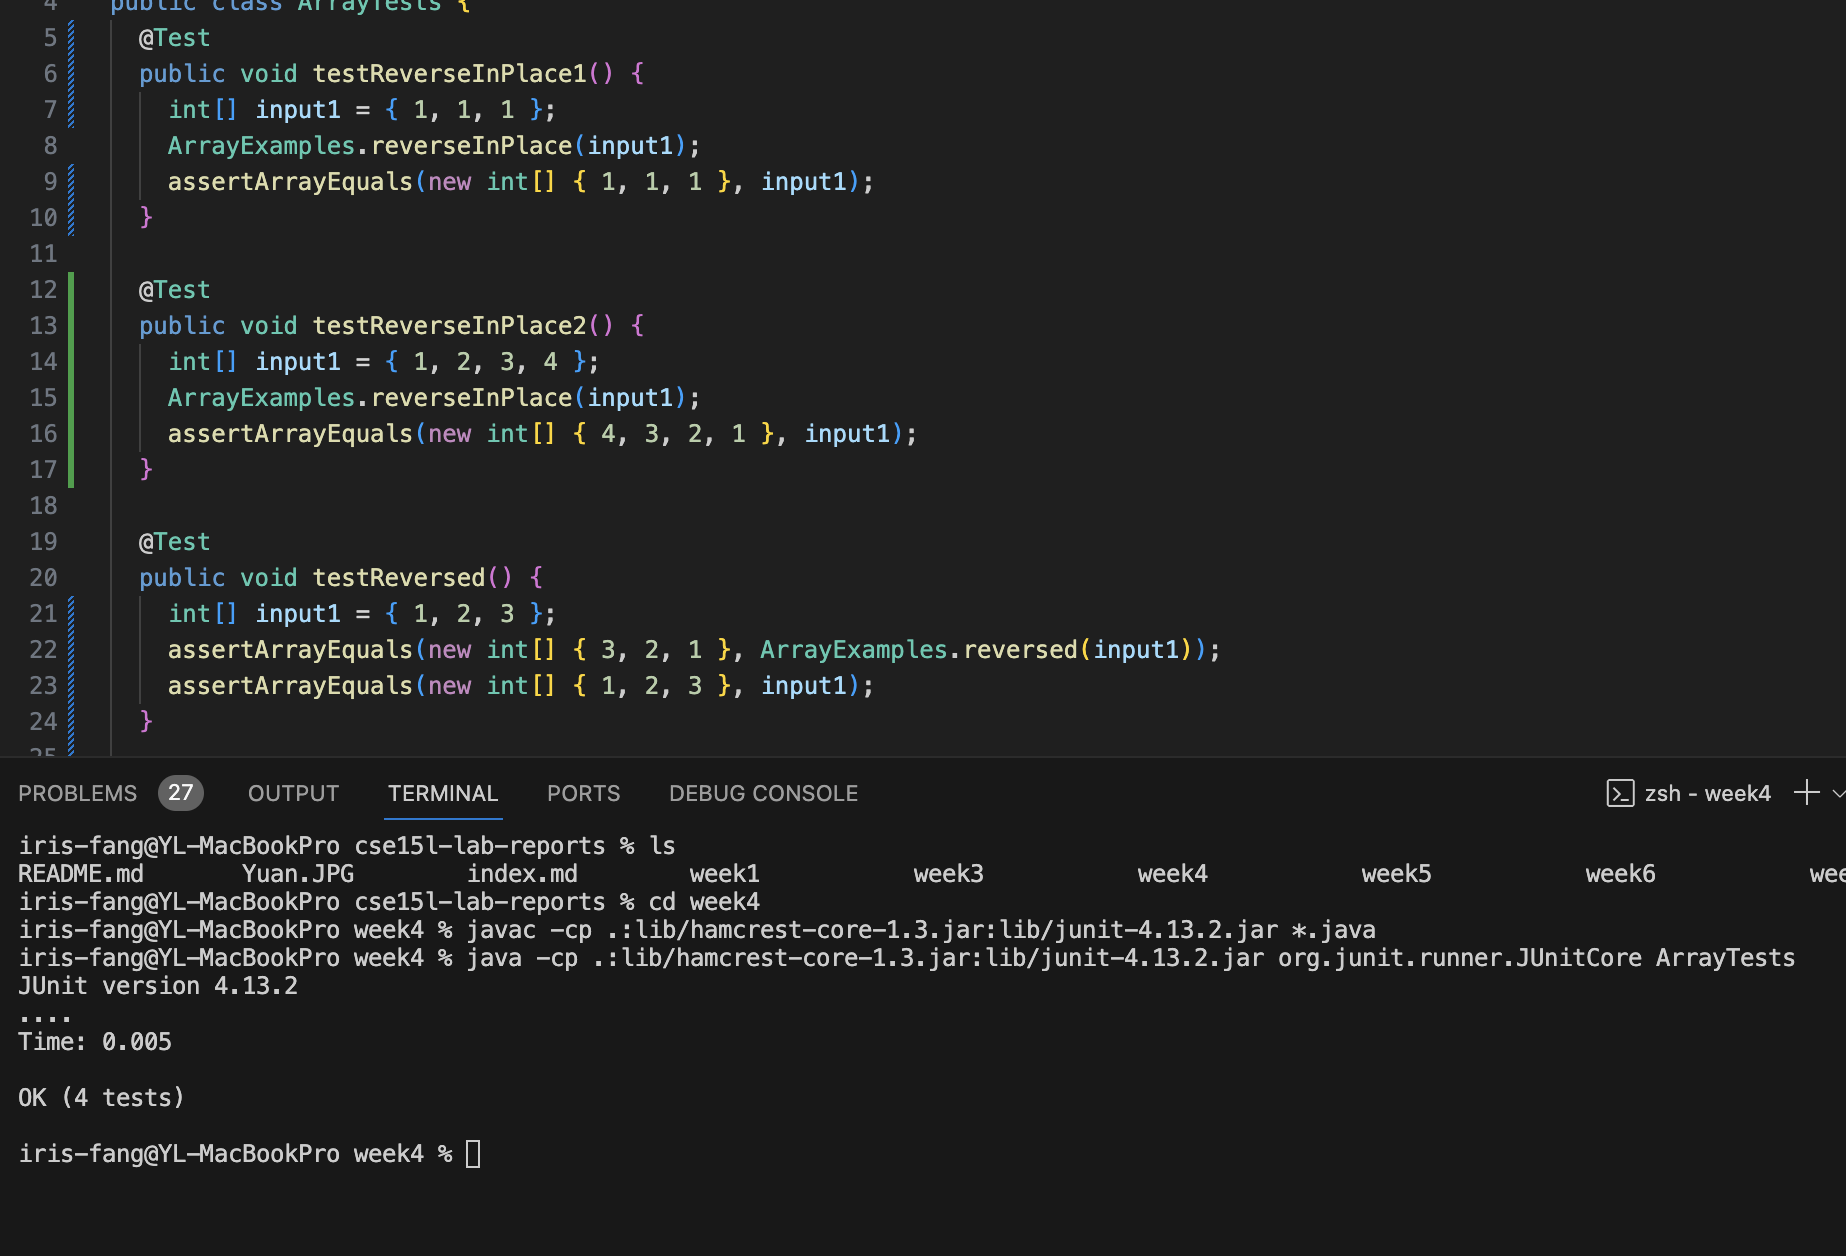 4 public class ArrayTests {
5 @Test
6 public void testReverseInPlace1() {
7 int[] input1 = { 1, 1, 1 };
8 ArrayExamples.reverseInPlace(input1);
9 assertArrayEquals(new int[] { 1, 1, 1 }, input1);
10 }
11
12 @Test
13 public void testReverseInPlace2() {
14 int[] input1 = { 1, 2, 3, 4 };
15 ArrayExamples.reverseInPlace(input1);
16 assertArrayEquals(new int[] { 4, 3, 2, 1 }, input1);
17 }
18
19 @Test
20 public void testReversed() {
21 int[] input1 = { 1, 2, 3 };
22 assertArrayEquals(new int[] { 3, 2, 1 }, ArrayExamples.reversed(input1));
23 assertArrayEquals(new int[] { 1, 2, 3 }, input1);
24 }
25
PROBLEMS 27 OUTPUT TERMINAL PORTS DEBUG CONSOLE zsh - week4
iris-fang@YL-MacBookPro cse15l-lab-reports % ls
README.md Yuan.JPG index.md week1 week3 week4 week5 week6
iris-fang@YL-MacBookPro cse15l-lab-reports % cd week4
iris-fang@YL-MacBookPro week4 % javac -cp .:lib/hamcrest-core-1.3.jar:lib/junit-4.13.2.jar *.java
iris-fang@YL-MacBookPro week4 % java -cp .:lib/hamcrest-core-1.3.jar:lib/junit-4.13.2.jar org.junit.runner.JUnitCore ArrayTests
JUnit version 4.13.2
....
Time: 0.005
OK (4 tests)
iris-fang@YL-MacBookPro week4 %